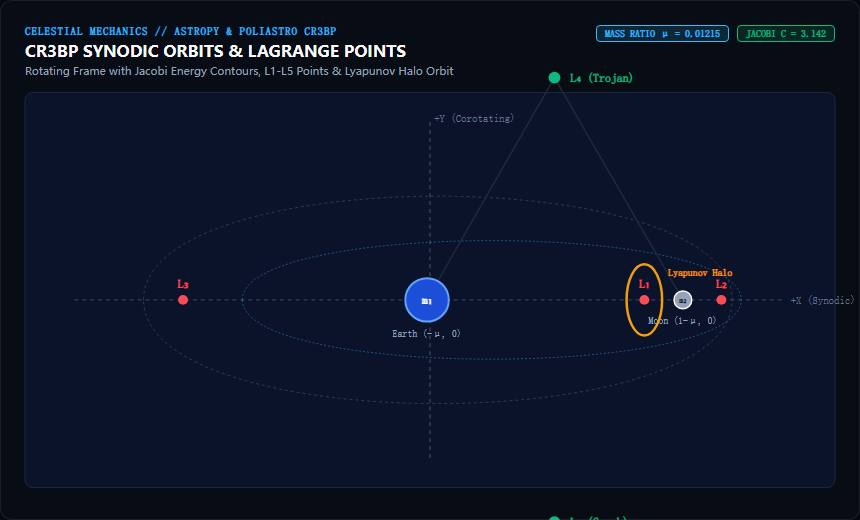 CELESTIAL MECHANICS // ASTROPY & POLIASTRO CR3BP
MASS RATIO μ = 0.01215
JACOBI C = 3.142
CR3BP SYNODIC ORBITS & LAGRANGE POINTS
Rotating Frame with Jacobi Energy Contours, L1-L5 Points & Lyapunov Halo Orbit
L₄ (Trojan)
+Y (Corotating)
Lyapunov Halo
L₃
L₁
L₂
m₁
m₂
+X (Synodic)
Moon (1-μ, 0)
Earth (-μ, 0)